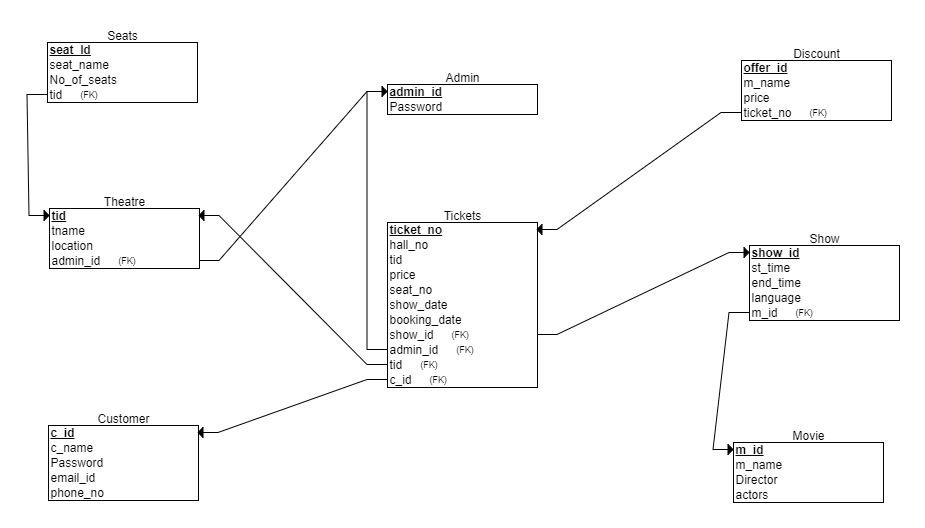 Seats
seat_Id
seat_name
No_of_seats
tid (FK)
Admin
admin_id
Password
Discount
offer_id
m_name
price
ticket_no (FK)
Theatre
tid
tname
location
admin_id (FK)
Tickets
ticket_no
hall_no
tid
price
seat_no
show_date
booking_date
show_id (FK)
admin_id (FK)
tid (FK)
c_id (FK)
Show
show_id
st_time
end_time
language
m_id (FK)
Customer
c_id
c_name
Password
email_id
phone_no
Movie
m_id
m_name
Director
actors